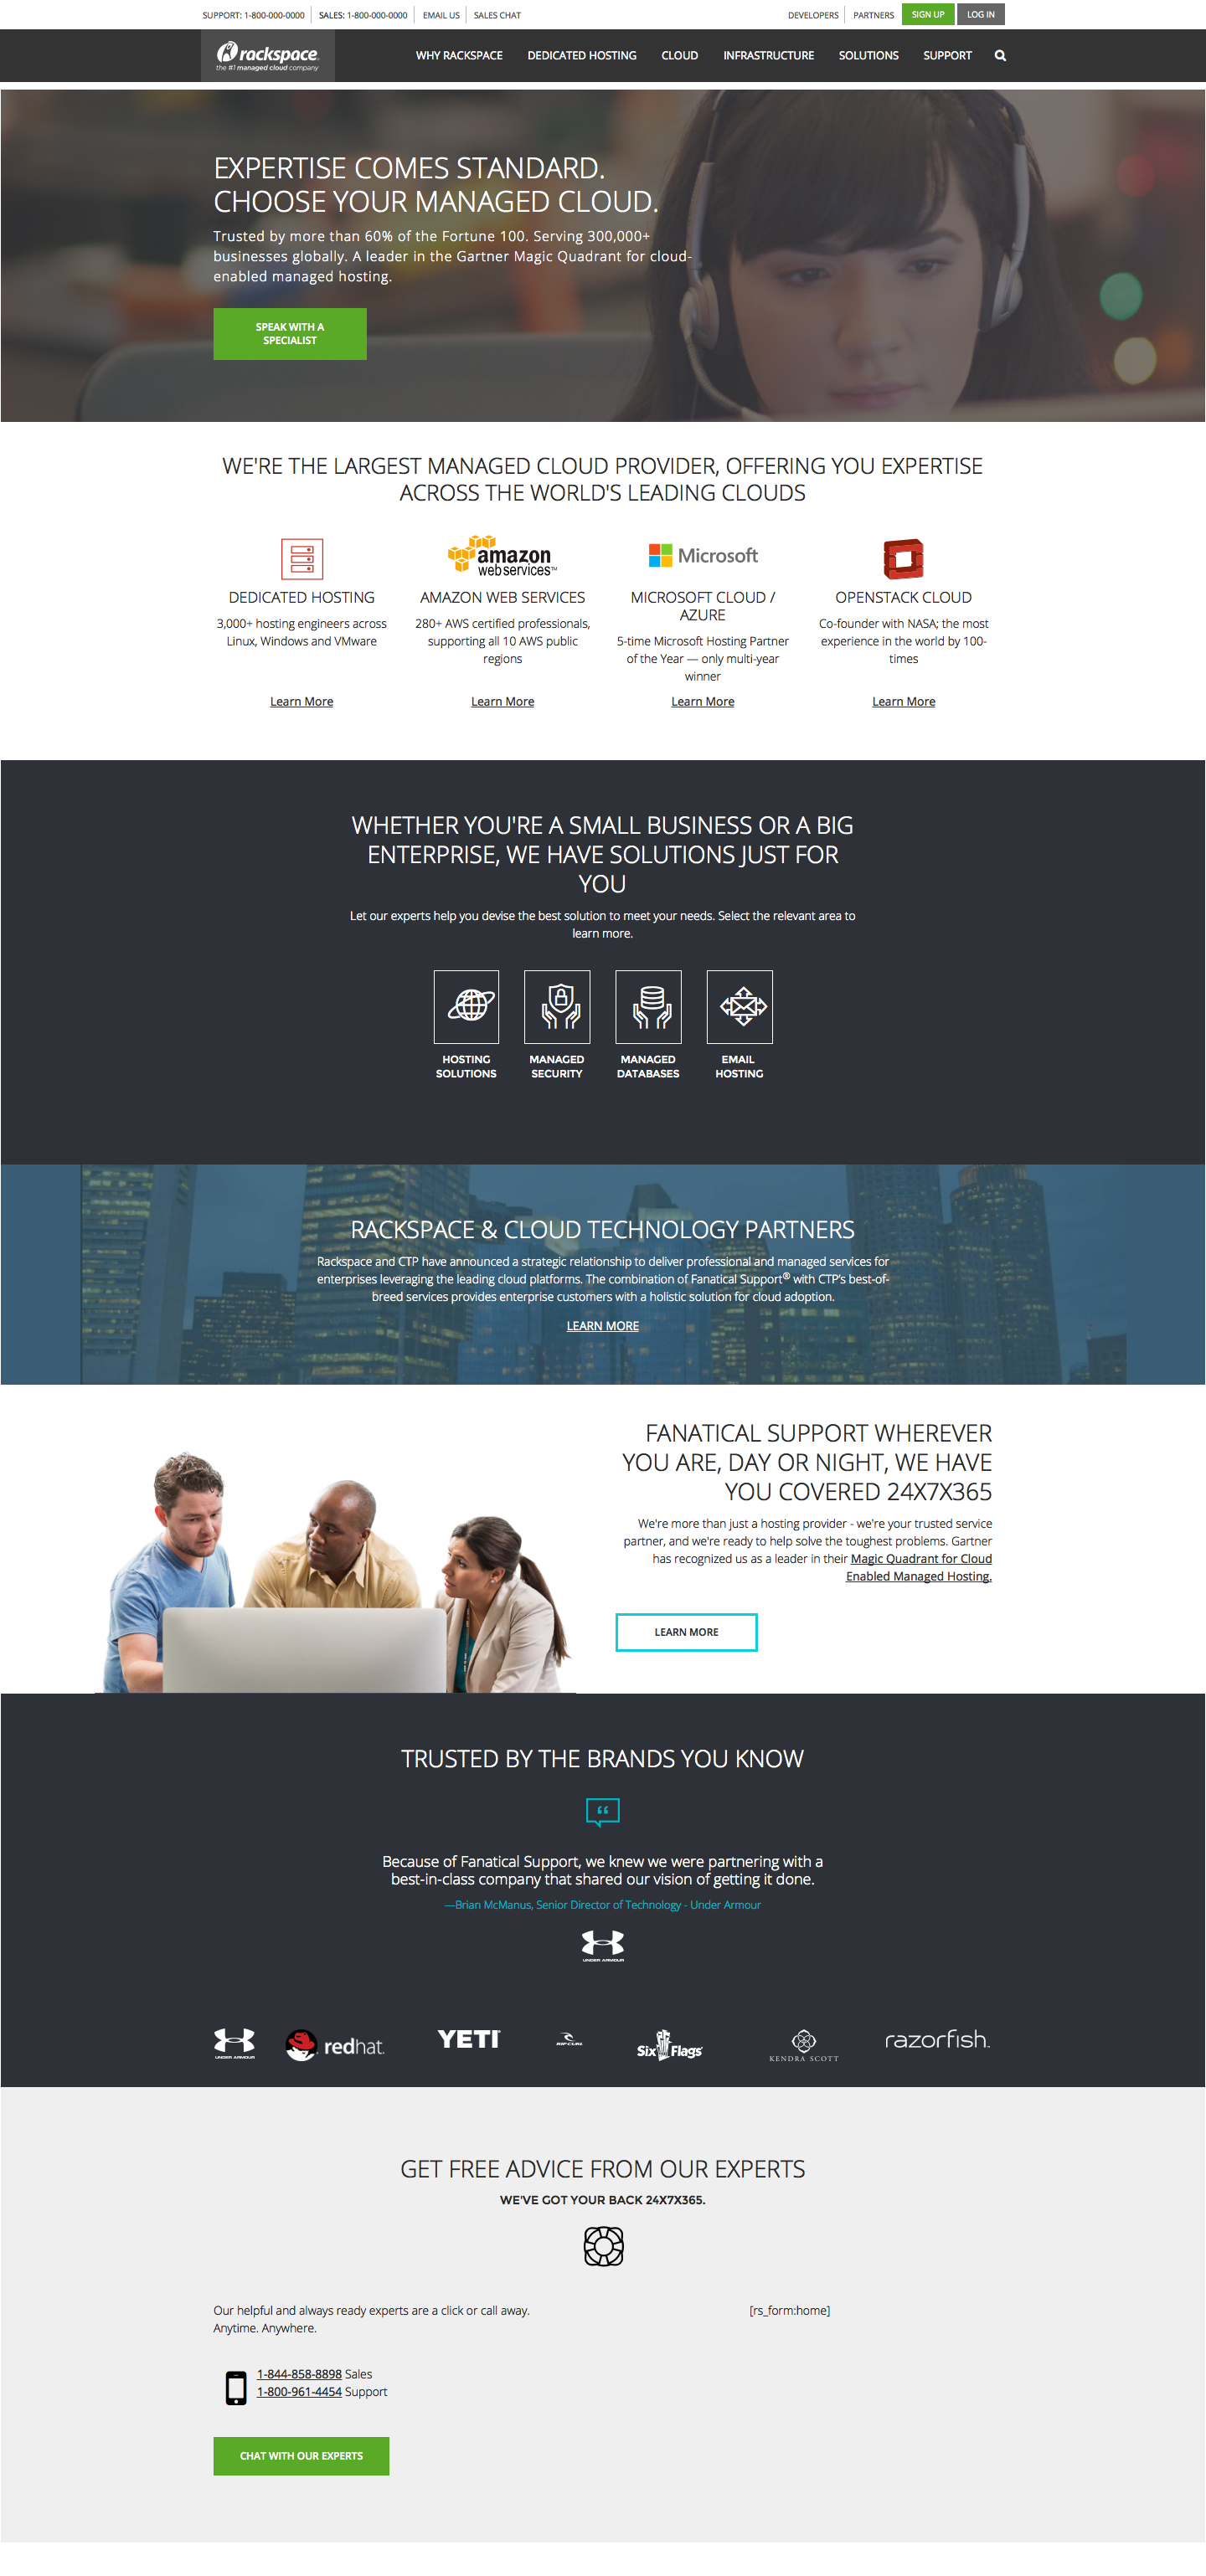 SUPPORT: 1-800-000-0000 SALES: 1-800-000-0000 EMAIL US SALES CHAT DEVELOPERS PARTNERS SIGN UP LOG IN
rackspace
the #1 managed cloud company
WHY RACKSPACE DEDICATED HOSTING CLOUD INFRASTRUCTURE SOLUTIONS SUPPORT
EXPERTISE COMES STANDARD.
CHOOSE YOUR MANAGED CLOUD.
Trusted by more than 60% of the Fortune 100. Serving 300,000+
businesses globally. A leader in the Gartner Magic Quadrant for cloud-
enabled managed hosting.
SPEAK WITH A
SPECIALIST
WE'RE THE LARGEST MANAGED CLOUD PROVIDER, OFFERING YOU EXPERTISE
ACROSS THE WORLD'S LEADING CLOUDS
DEDICATED HOSTING
3,000+ hosting engineers across
Linux, Windows and VMware
Learn More
amazon
webservices™
AMAZON WEB SERVICES
280+ AWS certified professionals,
supporting all 10 AWS public
regions
Learn More
Microsoft
MICROSOFT CLOUD /
AZURE
5-time Microsoft Hosting Partner
of the Year — only multi-year
winner
Learn More
OPENSTACK CLOUD
Co-founder with NASA; the most
experience in the world by 100-
times
Learn More
WHETHER YOU'RE A SMALL BUSINESS OR A BIG
ENTERPRISE, WE HAVE SOLUTIONS JUST FOR
YOU
Let our experts help you devise the best solution to meet your needs. Select the relevant area to
learn more.
HOSTING
SOLUTIONS
MANAGED
SECURITY
MANAGED
DATABASES
EMAIL
HOSTING
RACKSPACE & CLOUD TECHNOLOGY PARTNERS
Rackspace and CTP have announced a strategic relationship to deliver professional and managed services for
enterprises leveraging the leading cloud platforms. The combination of Fanatical Support® with CTP's best-of-
breed services provides enterprise customers with a holistic solution for cloud adoption.
LEARN MORE
FANATICAL SUPPORT WHEREVER
YOU ARE, DAY OR NIGHT, WE HAVE
YOU COVERED 24X7X365
We're more than just a hosting provider - we're your trusted service
partner, and we're ready to help solve the toughest problems. Gartner
has recognized us as a leader in their Magic Quadrant for Cloud
Enabled Managed Hosting.
LEARN MORE
TRUSTED BY THE BRANDS YOU KNOW
Because of Fanatical Support, we knew we were partnering with a
best-in-class company that shared our vision of getting it done.
—Brian McManus, Senior Director of Technology - Under Armour
UNDER ARMOUR
UNDER ARMOUR
redhat.
YETI
RIP CURL
Six Flags
KENDRA SCOTT
razorfish
GET FREE ADVICE FROM OUR EXPERTS
WE'VE GOT YOUR BACK 24X7X365.
Our helpful and always ready experts are a click or call away.
Anytime. Anywhere.
[rs_form:home]
1-844-858-8898 Sales
1-800-961-4454 Support
CHAT WITH OUR EXPERTS